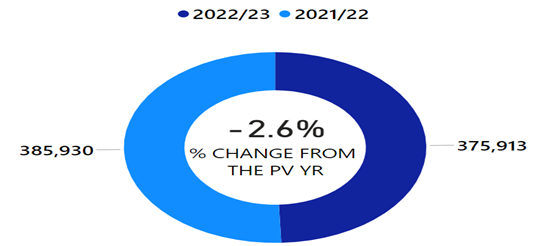 2022/23 2021/22
385,930
-2.6%
% CHANGE FROM
THE PV YR
375,913